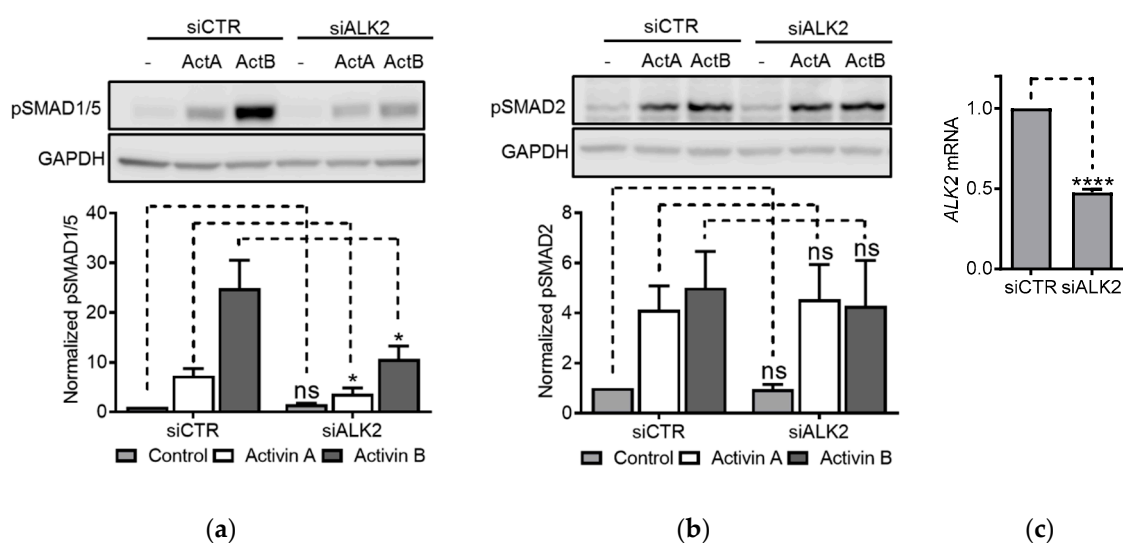 siCTR siALK2
- ActA ActB - ActA ActB
pSMAD1/5
GAPDH
Normalized pSMAD1/5
40
30
20
10
0
ns * *
siCTR siALK2
Control Activin A Activin B
(a)
siCTR siALK2
- ActA ActB - ActA ActB
pSMAD2
GAPDH
Normalized pSMAD2
8
6
4
2
0
ns ns ns
siCTR siALK2
Control Activin A Activin B
(b)
ALK2 mRNA
1.0
0.5
0.0
****
siCTR siALK2
(c)